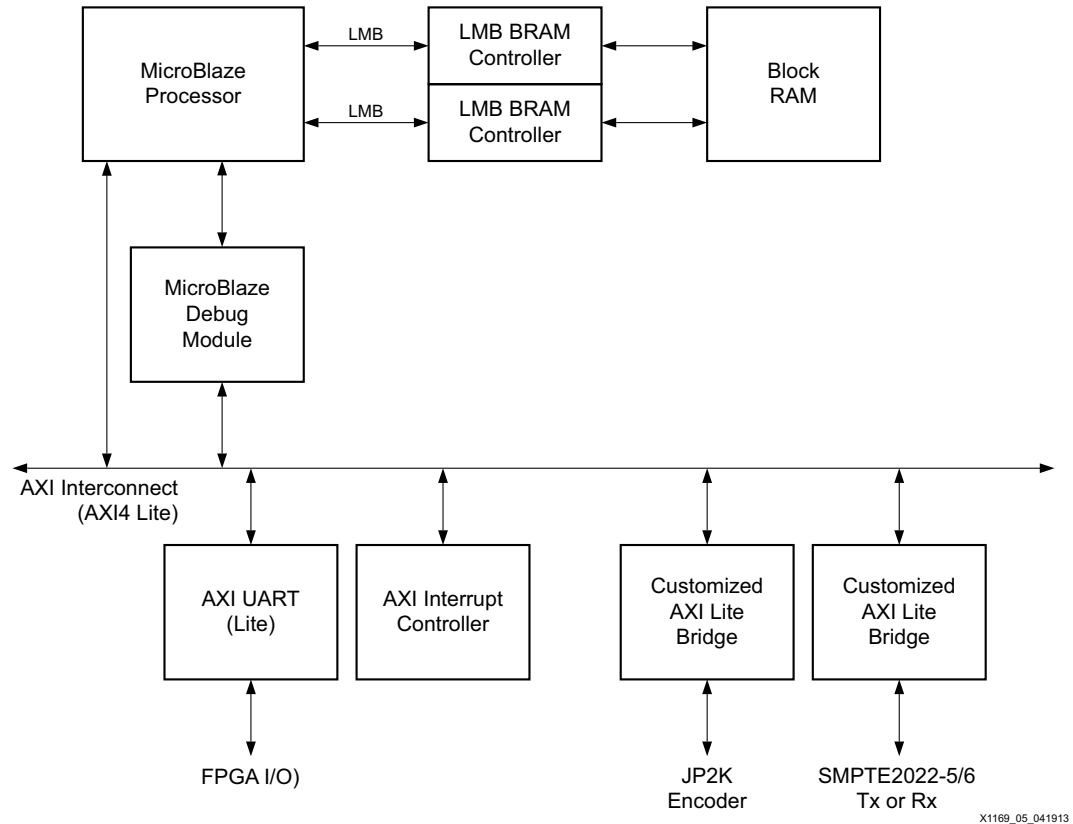 MicroBlaze
Processor
LMB
LMB BRAM
Controller
LMB
LMB BRAM
Controller
Block
RAM
MicroBlaze
Debug
Module
AXI Interconnect
(AXI4 Lite)
AXI UART
(Lite)
AXI Interrupt
Controller
Customized
AXI Lite
Bridge
Customized
AXI Lite
Bridge
FPGA I/O)
JP2K
Encoder
SMPTE2022-5/6
Tx or Rx
X1169_05_041913